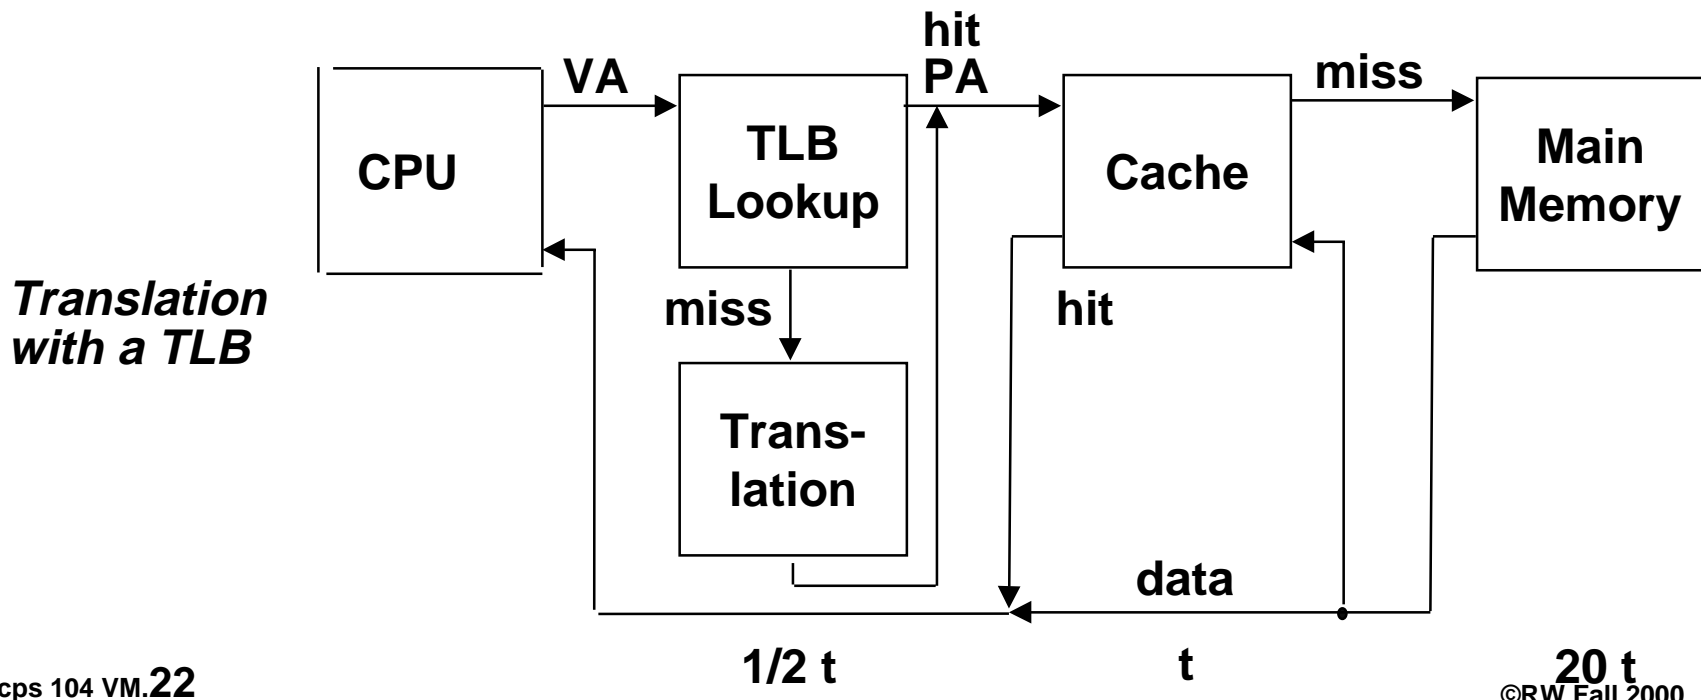 hit
VA
PA
miss
CPU
TLB
Lookup
Cache
Main
Memory
Translation
with a TLB
miss
hit
Trans-
lation
data
1/2 t
t
20 t
cps 104 VM.22
©RW Fall 2000